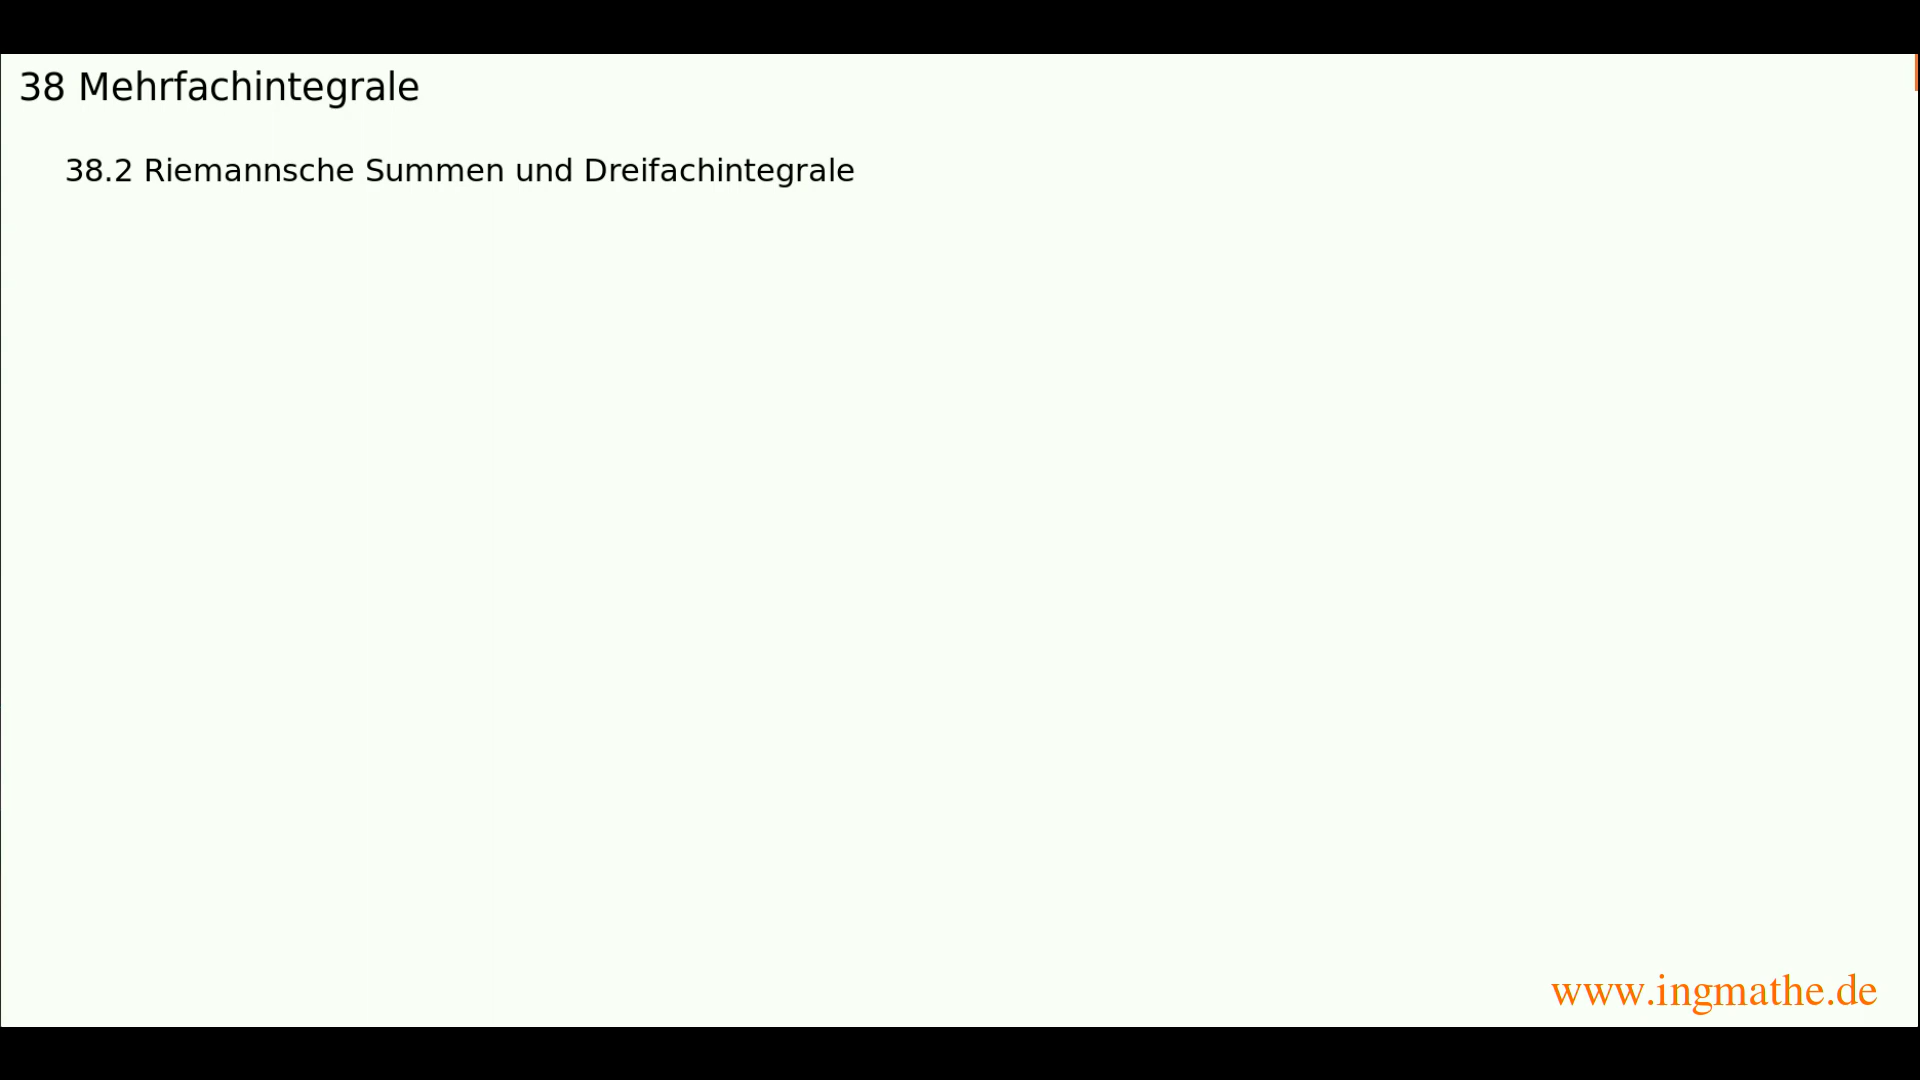 38 Mehrfachintegrale
38.2 Riemannsche Summen und Dreifachintegrale
www.ingmathe.de